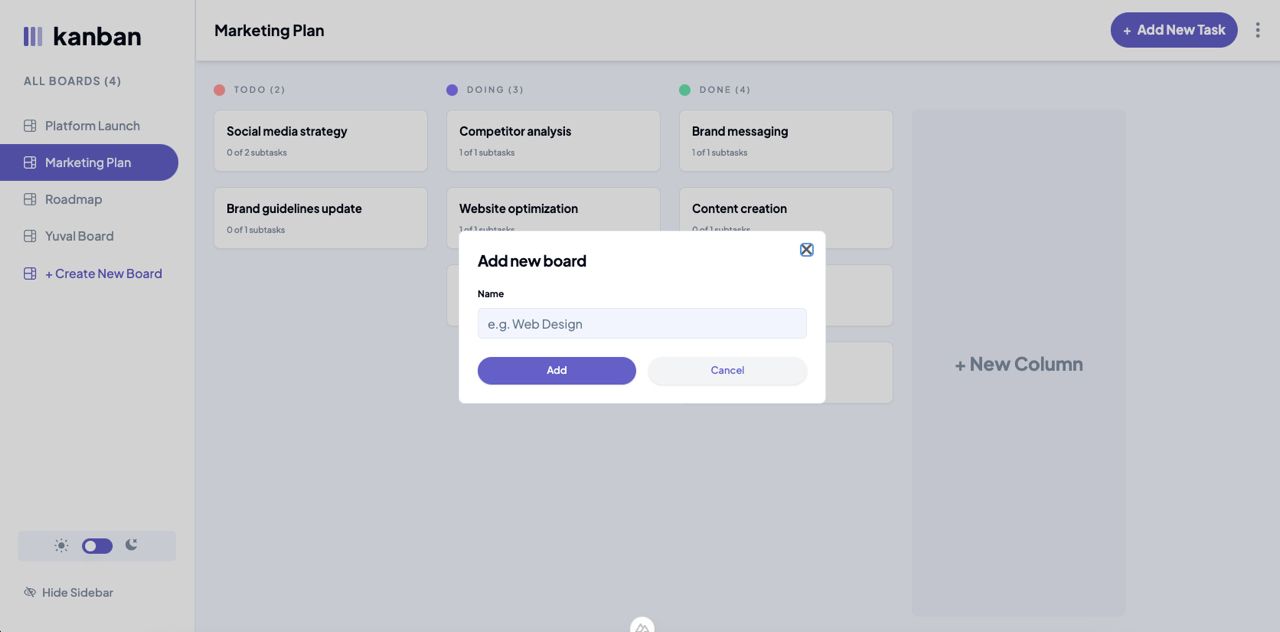 kanban
ALL BOARDS (4)
Platform Launch
Marketing Plan
Roadmap
Yuval Board
+ Create New Board
Hide Sidebar
Marketing Plan
+ Add New Task
TODO (2)
Social media strategy
0 of 2 subtasks
Brand guidelines update
0 of 1 subtasks
DOING (3)
Competitor analysis
1 of 1 subtasks
Website optimization
1 of 1 subtasks
DONE (4)
Brand messaging
1 of 1 subtasks
Content creation
0 of 1 subtasks
+ New Column
Add new board
Name
e.g. Web Design
Add
Cancel